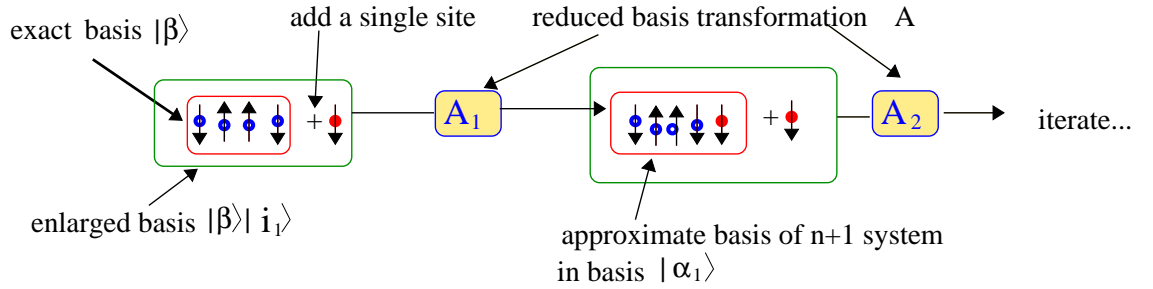 add a single site
reduced basis transformation A
exact basis |β⟩
+
A₁
+
A₂
iterate...
enlarged basis |β⟩| i₁⟩
approximate basis of n+1 system
in basis |α₁⟩